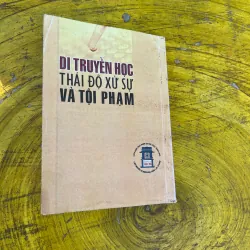 DI TRUYỀN HỌC
THÁI ĐỘ XỬ SỰ
VÀ TỘI PHẠM